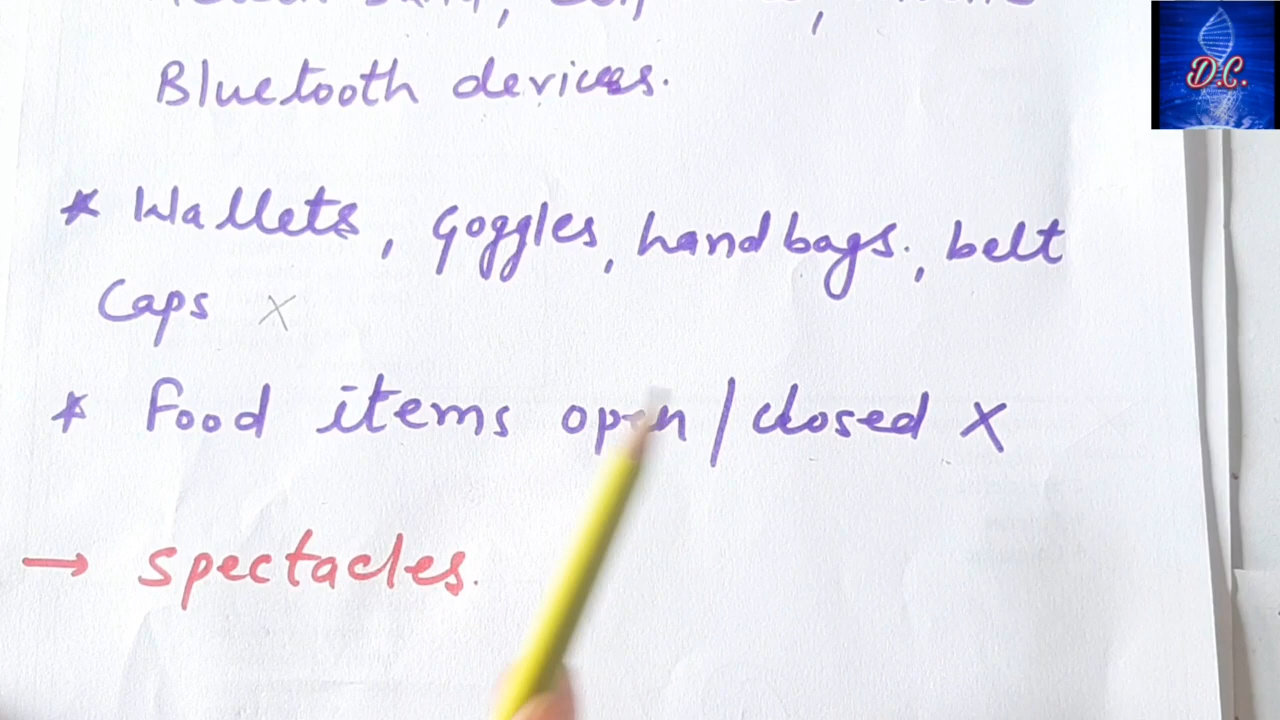 Bluetooth devices.
* Wallets, goggles, handbags., belt
Caps X
* Food items open/closed X
→ spectacles.
D.C.